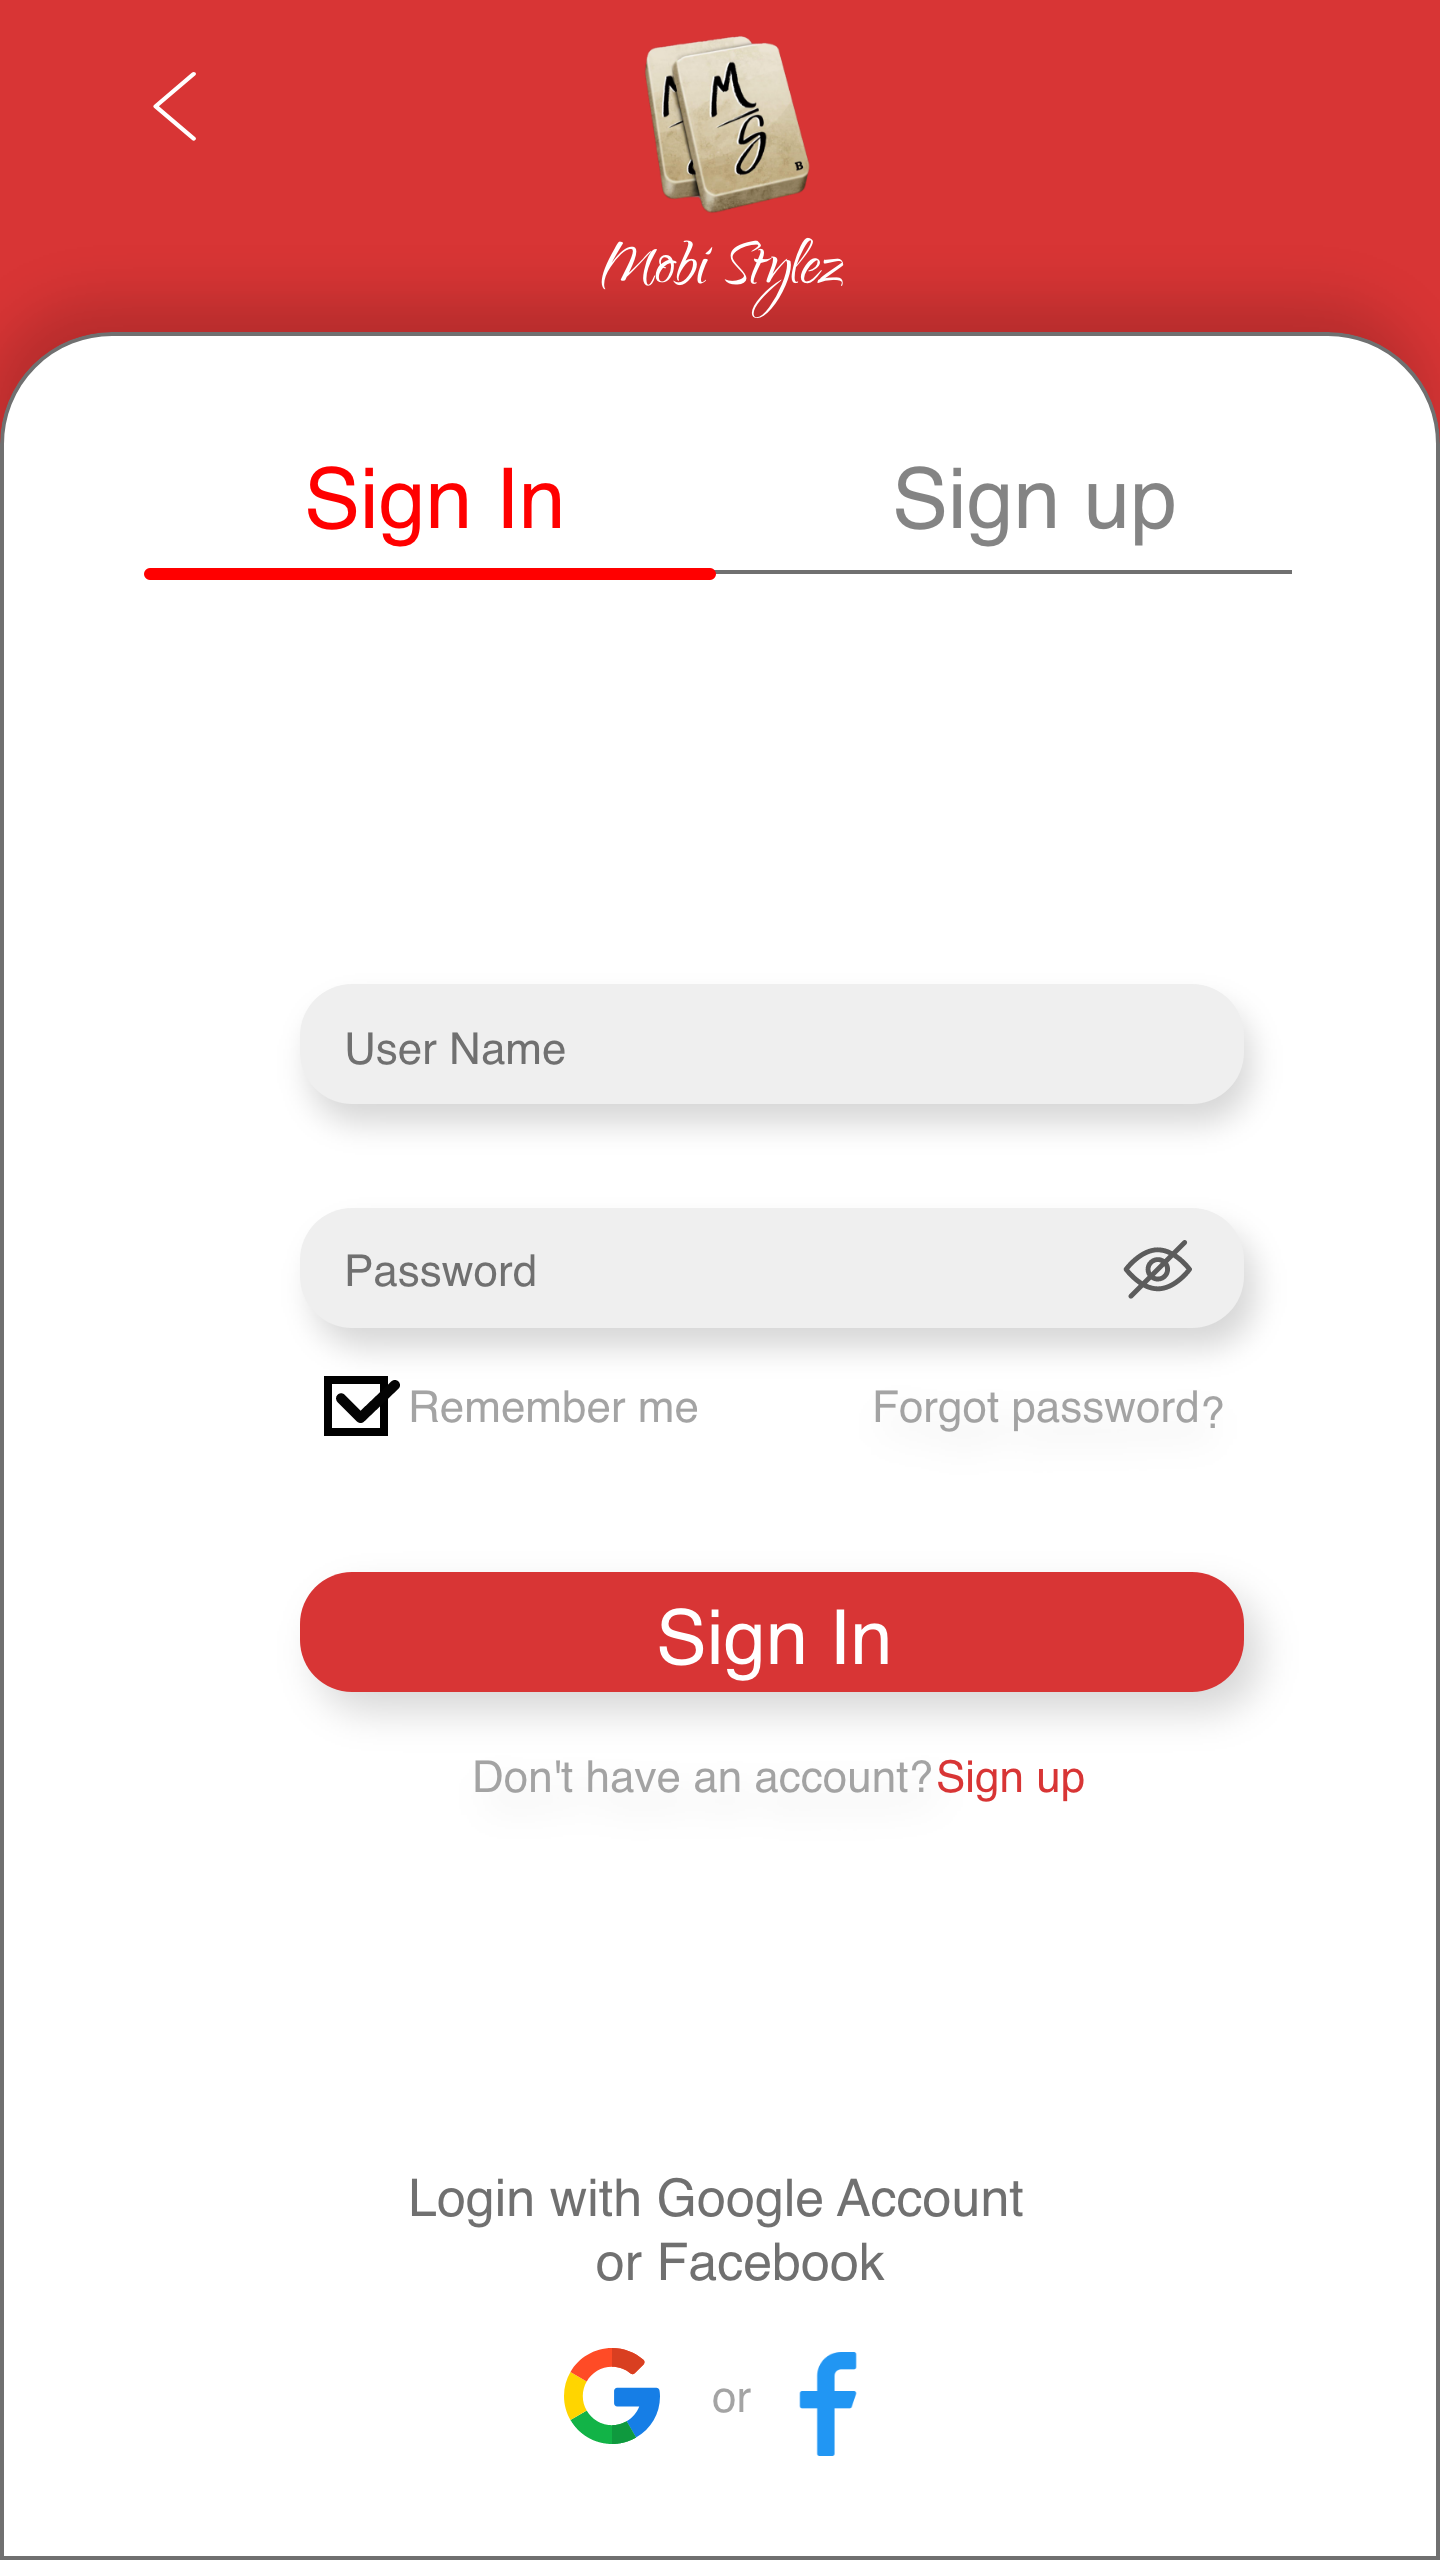 M
S
B
Mobi Stylez
Sign In
Sign up
User Name
Password
Remember me
Forgot password?
Sign In
Don't have an account?Sign up
Login with Google Account
or Facebook
or